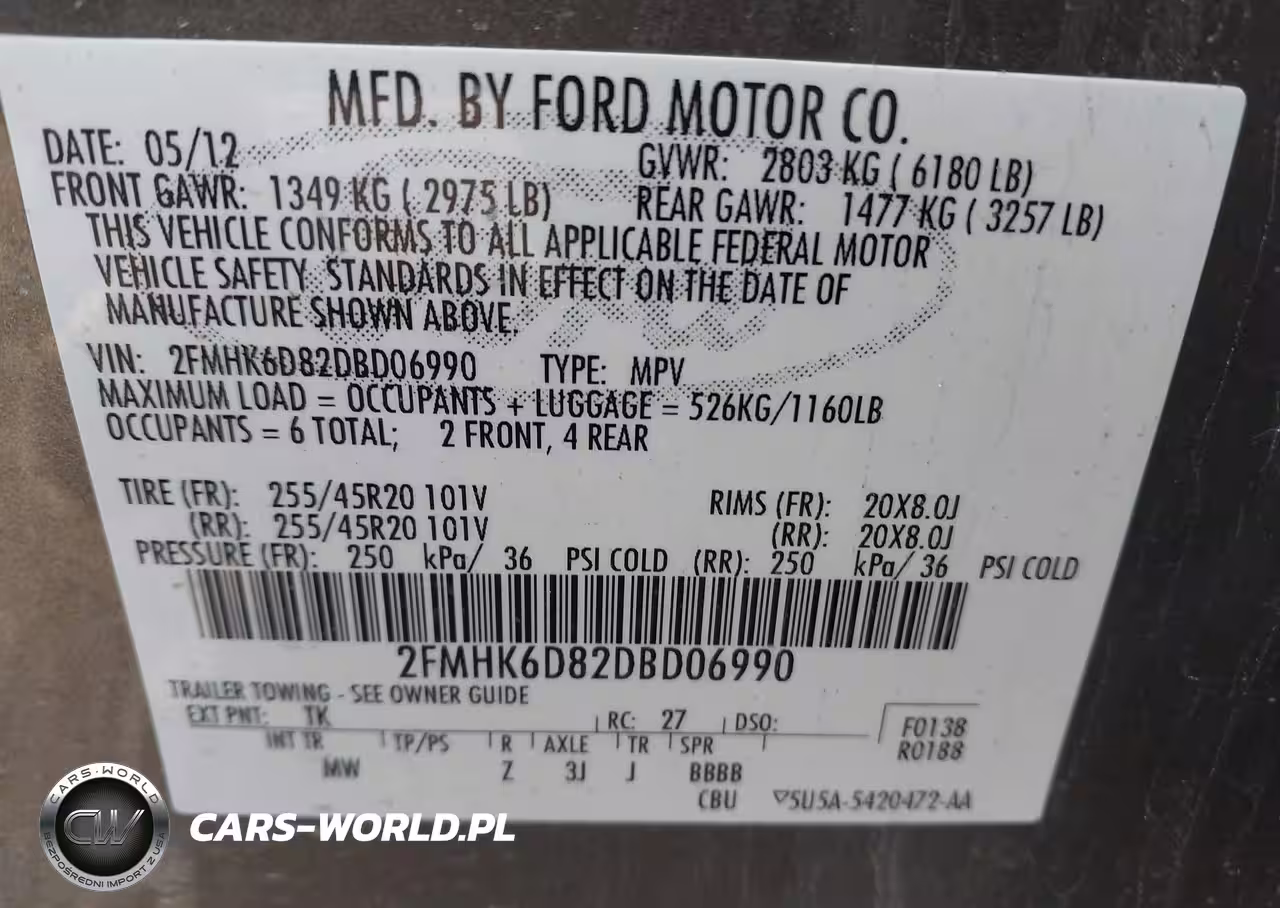 MFD. BY FORD MOTOR CO.
DATE: 05/12 GVWR: 2803 KG ( 6180 LB)
FRONT GAWR: 1349 KG ( 2975 LB) REAR GAWR: 1477 KG ( 3257 LB)
THIS VEHICLE CONFORMS TO ALL APPLICABLE FEDERAL MOTOR
VEHICLE SAFETY STANDARDS IN EFFECT ON THE DATE OF
MANUFACTURE SHOWN ABOVE.
VIN: 2FMHK6D82DBD06990 TYPE: MPV
MAXIMUM LOAD = OCCUPANTS + LUGGAGE = 526KG/1160LB
OCCUPANTS = 6 TOTAL; 2 FRONT, 4 REAR
TIRE (FR): 255/45R20 101V RIMS (FR): 20X8.0J
(RR): 255/45R20 101V (RR): 20X8.0J
PRESSURE (FR): 250 kPa/ 36 PSI COLD (RR): 250 kPa/ 36 PSI COLD
2FMHK6D82DBD06990
TRAILER TOWING - SEE OWNER GUIDE
EXT PNT: TK RC: 27 DSO: F0138
INT TR TP/PS R AXLE TR SPR R0188
MW Z 3J J BBBB
CBU 5U5A-5420472-AA
CARS-WORLD
CW
BEZPOŚREDNI IMPORT Z USA
CARS-WORLD.PL